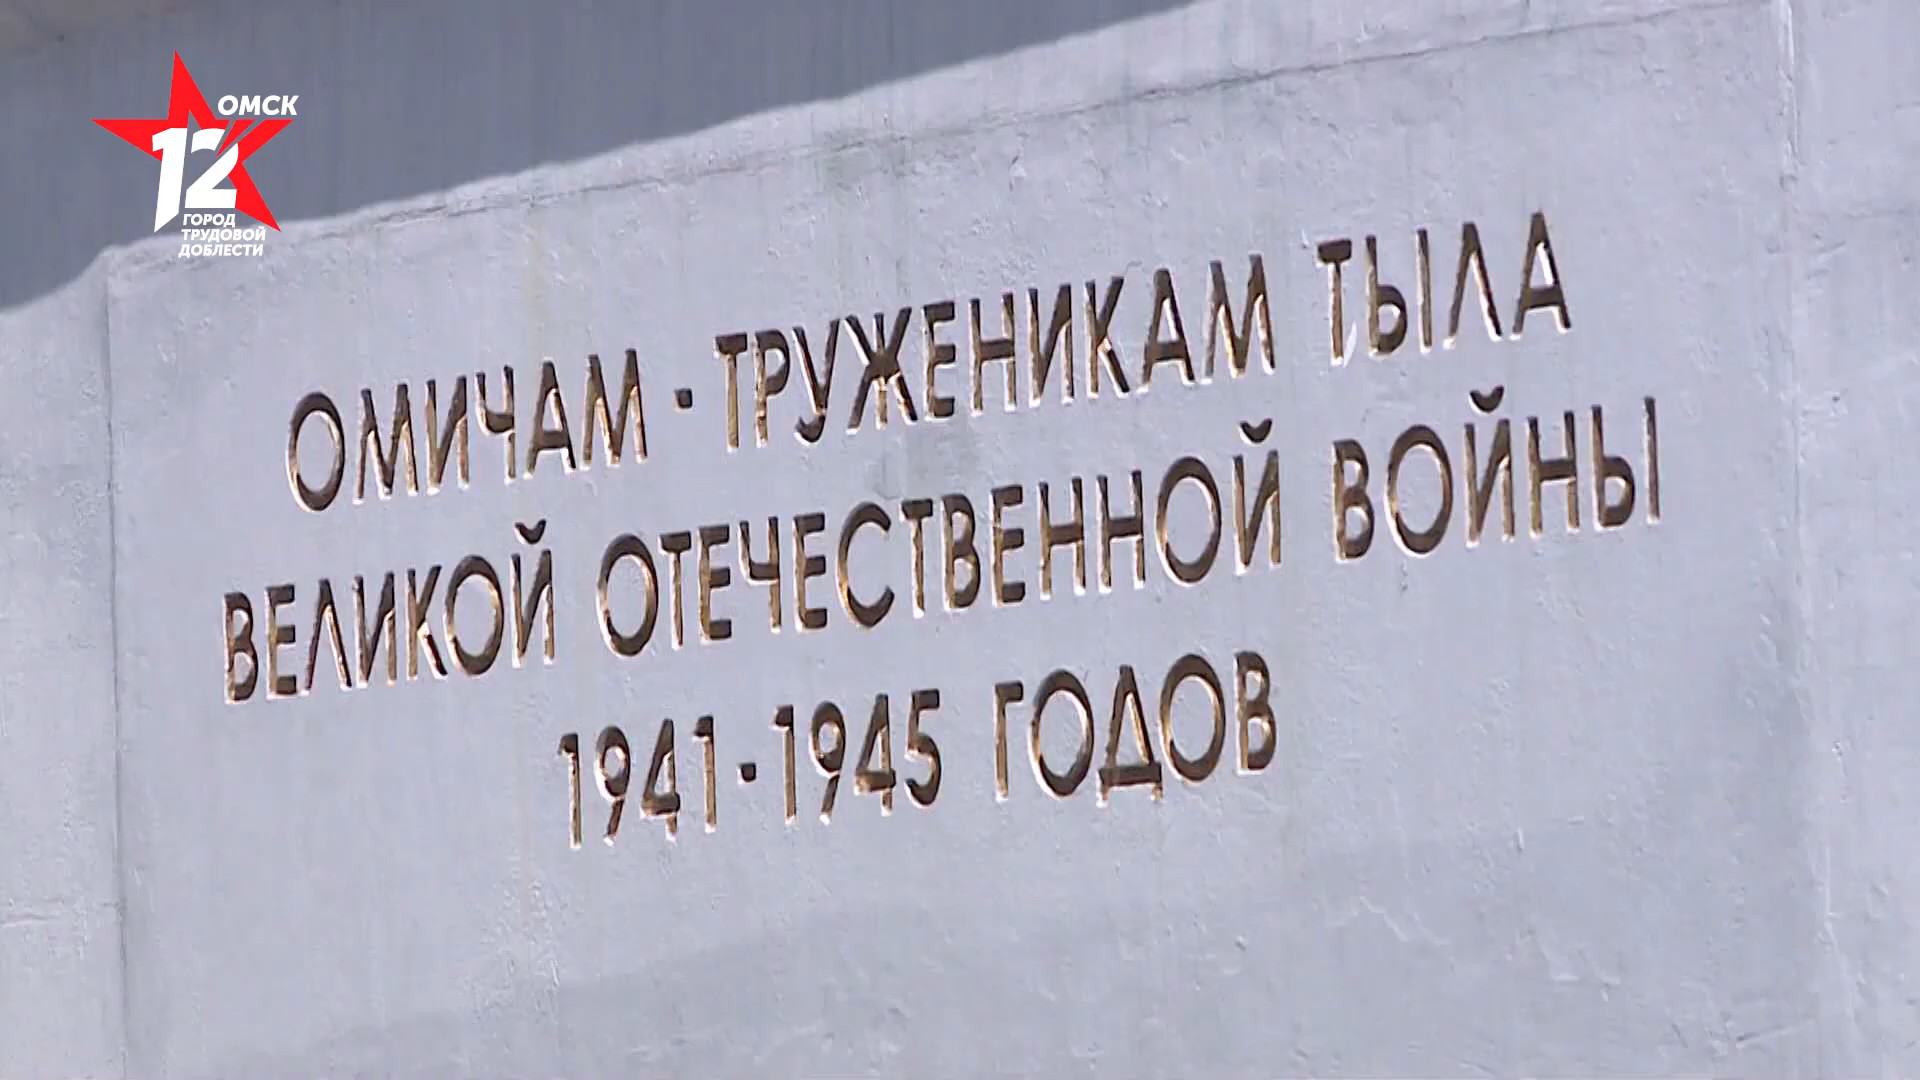 ОМСК
12
ГОРОД
ТРУДОВОЙ
ДОБЛЕСТИ
ОМИЧАМ - ТРУЖЕНИКАМ ТЫЛА
ВЕЛИКОЙ ОТЕЧЕСТВЕННОЙ ВОЙНЫ
1941-1945 ГОДОВ